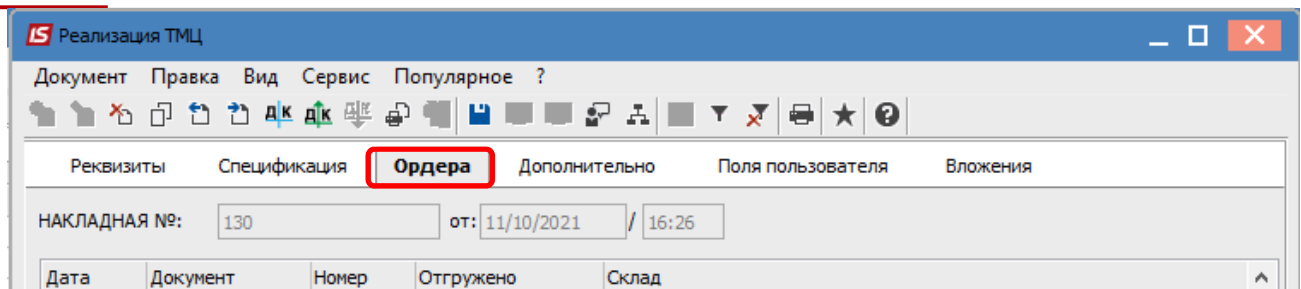 IS Реализация ТМЦ
Документ Правка Вид Сервис Популярное ?
Реквизиты Спецификация Ордера Дополнительно Поля пользователя Вложения
НАКЛАДНАЯ №: 130 от: 11/10/2021 / 16:26
Дата Документ Номер Отгружено Склад